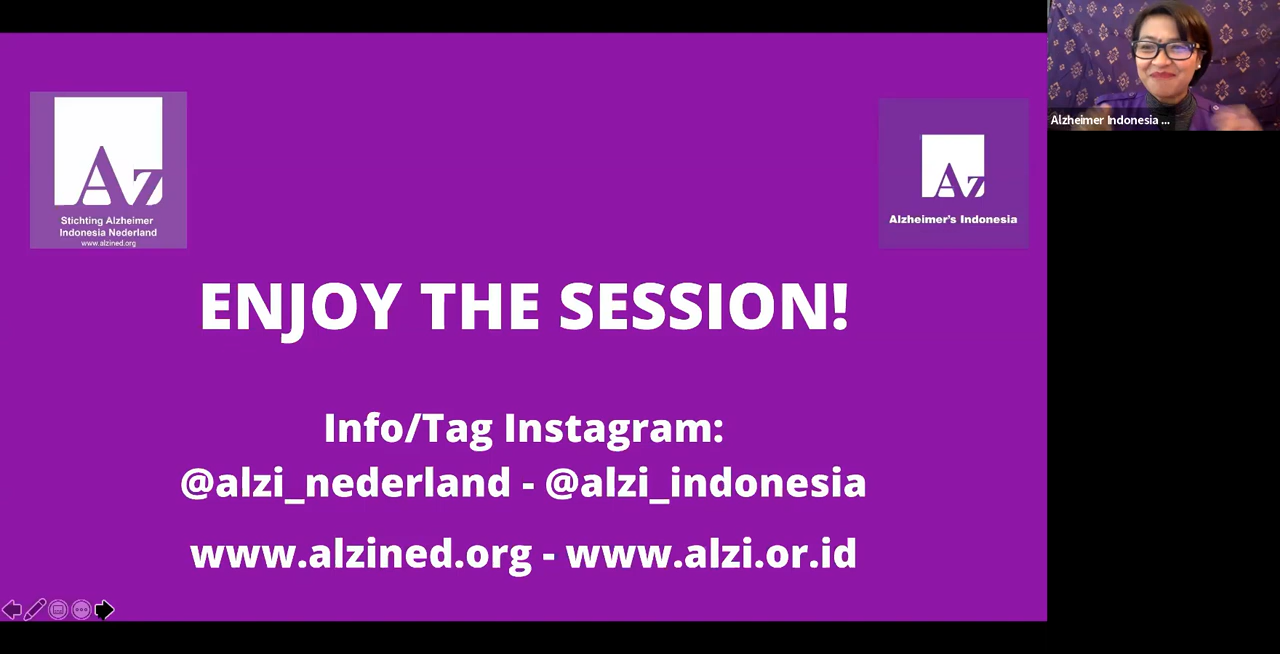 Az
Stichting Alzheimer
Indonesia Nederland
www.alzined.org
Az
Alzheimer's Indonesia
Alzheimer Indonesia ...
ENJOY THE SESSION!
Info/Tag Instagram:
@alzi_nederland - @alzi_indonesia
www.alzined.org - www.alzi.or.id